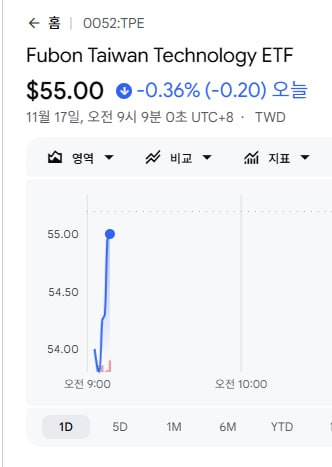 ← 홈 | 0052:TPE
Fubon Taiwan Technology ETF
$55.00 -0.36% (-0.20) 오늘
11월 17일, 오전 9시 9분 0초 UTC+8 · TWD
영역 비교 지표
55.00
54.50
54.00
오전 9:00 오전 10:00
1D 5D 1M 6M YTD